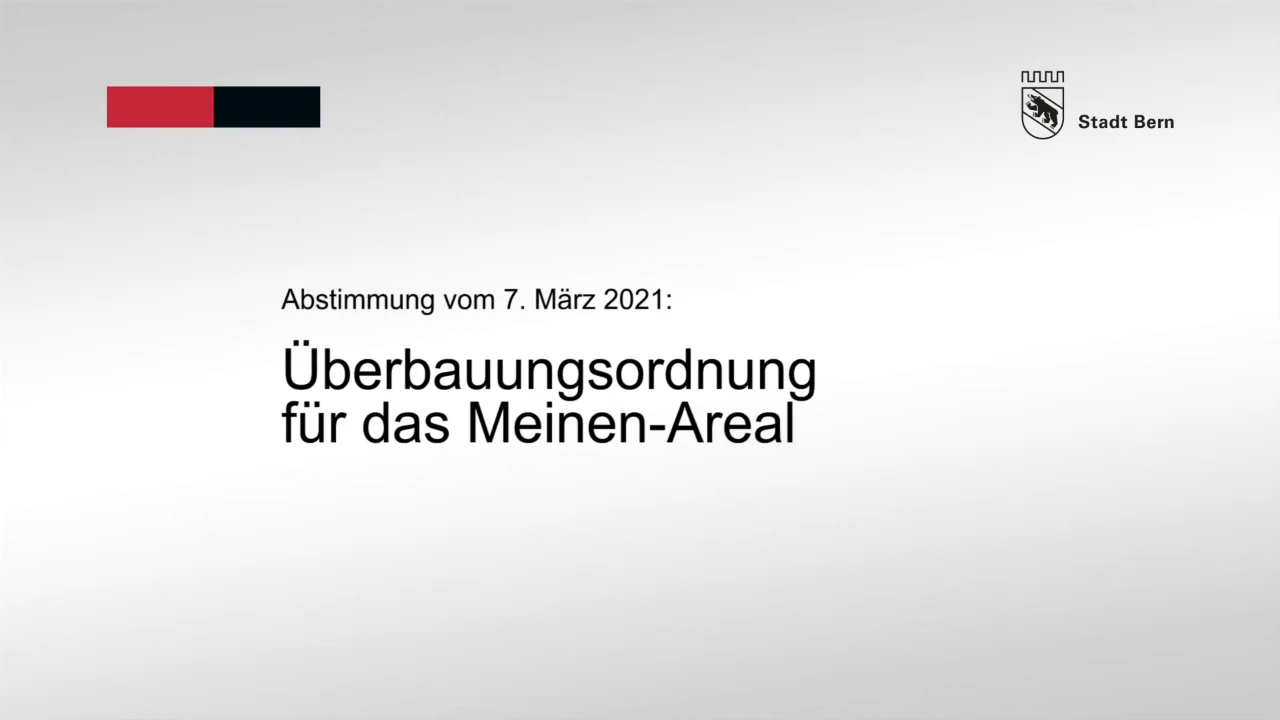 Stadt Bern
Abstimmung vom 7. März 2021:
Überbauungsordnung
für das Meinen-Areal